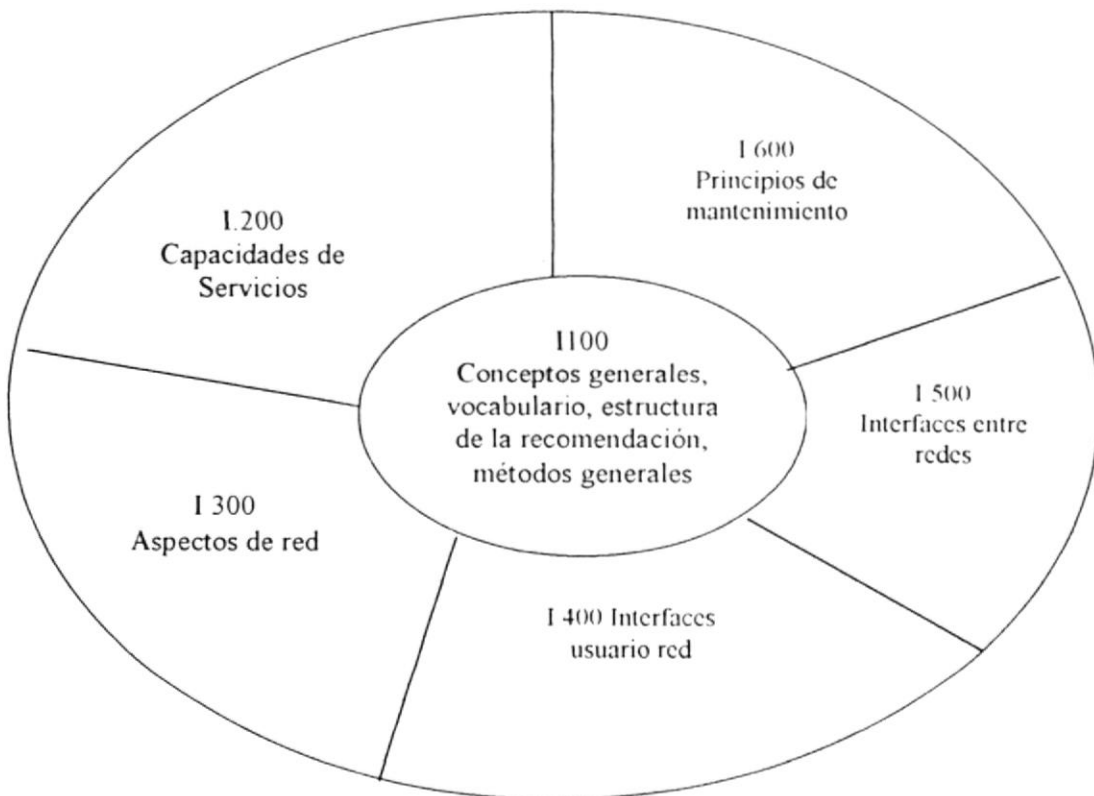 I.200
Capacidades de
Servicios
I 600
Principios de
mantenimiento
I100
Conceptos generales,
vocabulario, estructura
de la recomendación,
métodos generales
I 500
Interfaces entre
redes
I 300
Aspectos de red
I 400 Interfaces
usuario red